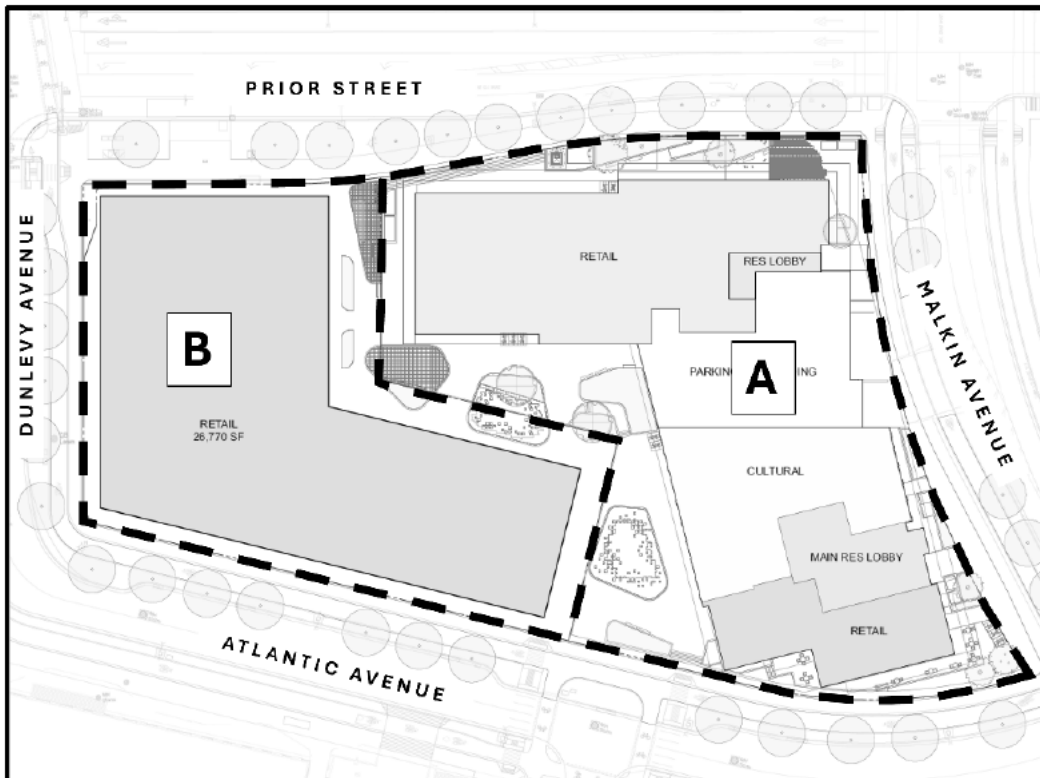 PRIOR STREET
DUNLEVY AVENUE
MALKIN AVENUE
ATLANTIC AVENUE
B
RETAIL
26,770 SF
RETAIL
RES LOBBY
A
CULTURAL
MAIN RES LOBBY
RETAIL